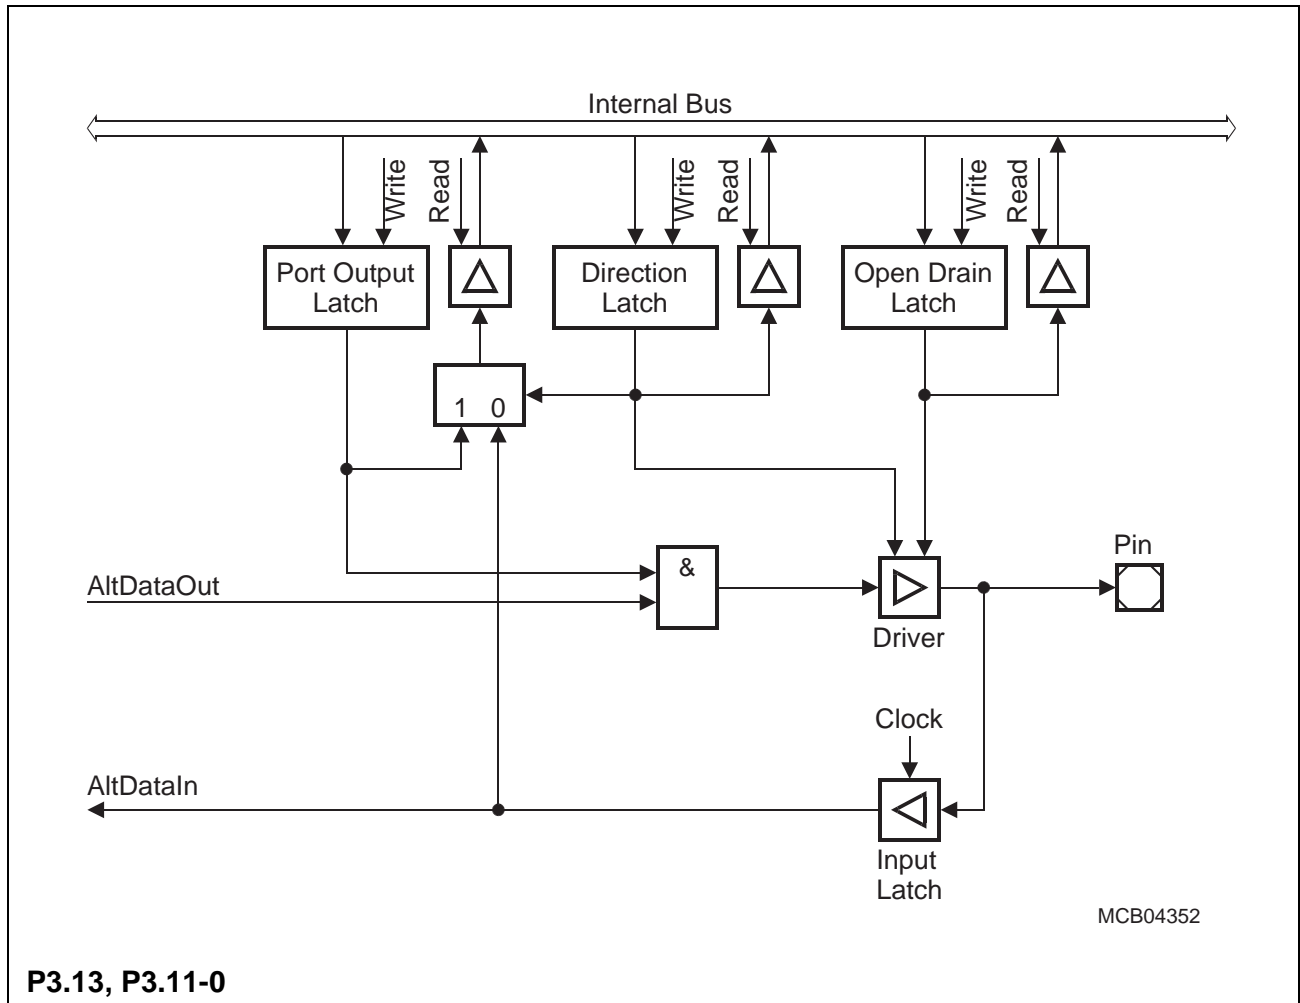 Internal Bus
Write
Read
Write
Read
Write
Read
Port Output
Latch
Direction
Latch
Open Drain
Latch
1 0
&
Pin
AltDataOut
Driver
Clock
AltDataIn
Input
Latch
MCB04352
P3.13, P3.11-0